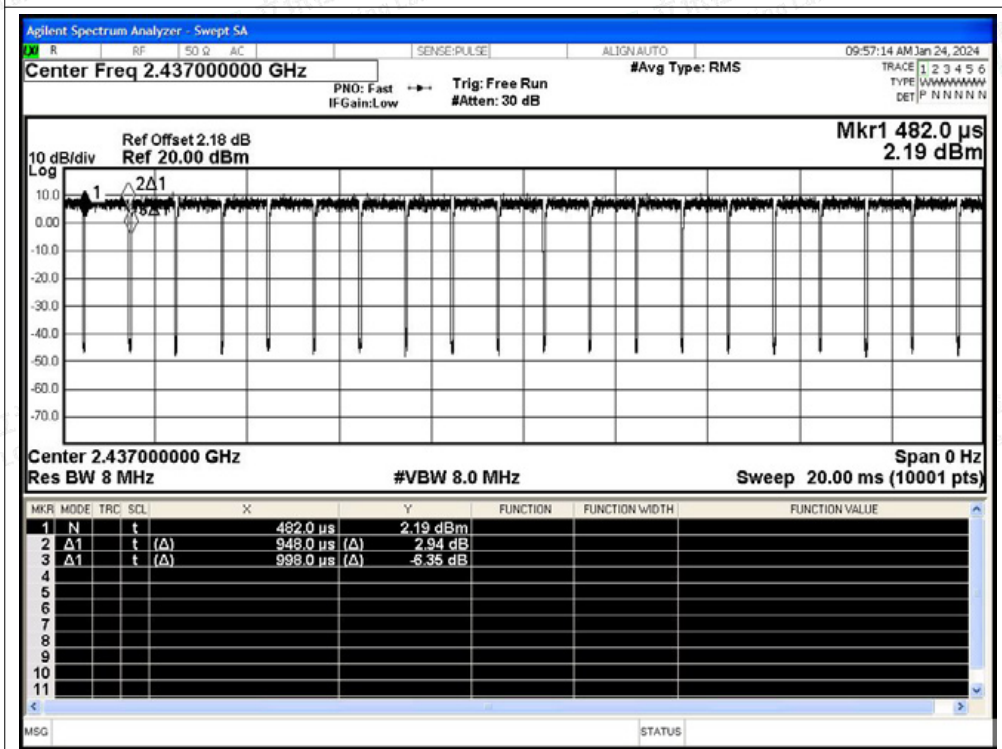 Agilent Spectrum Analyzer - Swept SA
R RF 50 Ω AC SENSE:PULSE ALIGN AUTO 09:57:14 AM Jan 24, 2024
Center Freq 2.437000000 GHz
PNO: Fast
IFGain:Low
Trig: Free Run
#Atten: 30 dB
#Avg Type: RMS
TRACE 1 2 3 4 5 6
TYPE WWWWWWWW
DET P N N N N N
Mkr1 482.0 µs
2.19 dBm
Ref Offset 2.18 dB
10 dB/div Ref 20.00 dBm
Log
10.0
0.00
-10.0
-20.0
-30.0
-40.0
-50.0
-60.0
-70.0
1
2Δ1
3Δ1
Center 2.437000000 GHz Span 0 Hz
Res BW 8 MHz #VBW 8.0 MHz Sweep 20.00 ms (10001 pts)
MKR MODE TRC SCL X Y FUNCTION FUNCTION WIDTH FUNCTION VALUE
1 N t 482.0 µs 2.19 dBm
2 Δ1 t (Δ) 948.0 µs (Δ) 2.94 dB
3 Δ1 t (Δ) 998.0 µs (Δ) -6.35 dB
4
5
6
7
8
9
10
11
MSG STATUS